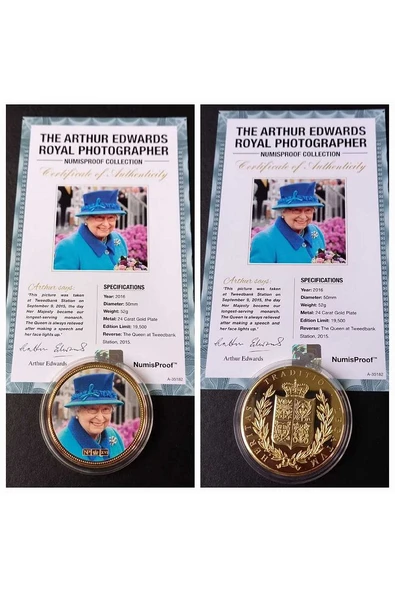 THE ARTHUR EDWARDS
ROYAL PHOTOGRAPHER
NUMISPROOF COLLECTION
Certificate of Authenticity
Arthur says:
"This picture was taken
at Tweedbank Station on
September 9, 2015, the day
Her Majesty became our
longest-serving monarch.
The Queen is always relieved
after making a speech and
her face lights up."
Arthur Edwards
SPECIFICATIONS
Year: 2016
Diameter: 50mm
Weight: 52g
Metal: 24 Carat Gold Plate
Edition Limit: 19,500
Reverse: The Queen at Tweedbank
Station, 2015.
NumisProof™
A-00182
THE ARTHUR EDWARDS
ROYAL PHOTOGRAPHER
NUMISPROOF COLLECTION
Certificate of Authenticity
Arthur says:
"This picture was taken
at Tweedbank Station on
September 9, 2015, the day
Her Majesty became our
longest-serving monarch.
The Queen is always relieved
after making a speech and
her face lights up."
Arthur Edwards
SPECIFICATIONS
Year: 2016
Diameter: 50mm
Weight: 52g
Metal: 24 Carat Gold Plate
Edition Limit: 19,500
Reverse: The Queen at Tweedbank
Station, 2015.
NumisProof™
A-00182